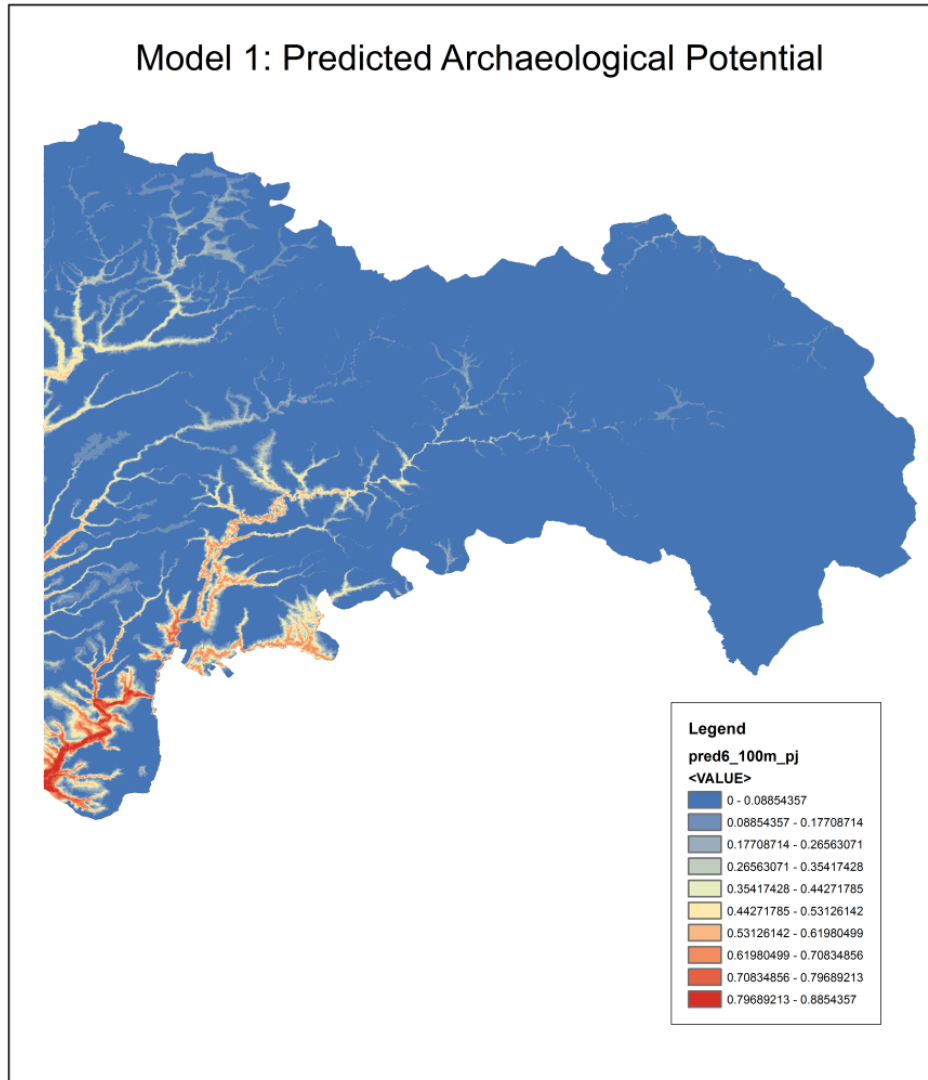 Model 1: Predicted Archaeological Potential
Legend
pred6_100m_pj
<VALUE>
0 - 0.08854357
0.08854357 - 0.17708714
0.17708714 - 0.26563071
0.26563071 - 0.35417428
0.35417428 - 0.44271785
0.44271785 - 0.53126142
0.53126142 - 0.61980499
0.61980499 - 0.70834856
0.70834856 - 0.79689213
0.79689213 - 0.8854357